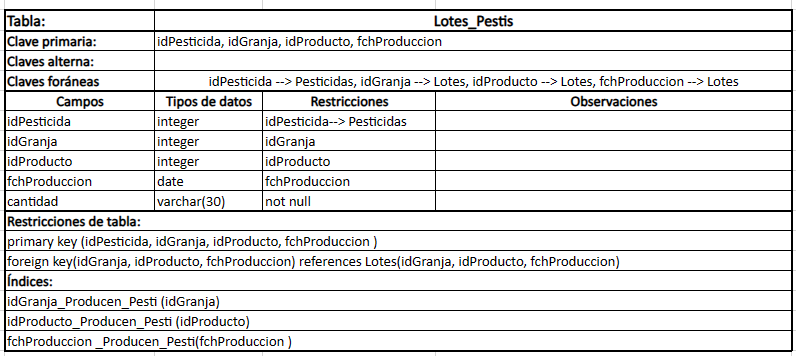 Tabla: Lotes_Pestis
Clave primaria: idPesticida, idGranja, idProducto, fchProduccion
Claves alterna:
Claves foráneas idPesticida --> Pesticidas, idGranja --> Lotes, idProducto --> Lotes, fchProduccion --> Lotes
Campos Tipos de datos Restricciones Observaciones
idPesticida integer idPesticida--> Pesticidas
idGranja integer idGranja
idProducto integer idProducto
fchProduccion date fchProduccion
cantidad varchar(30) not null
Restricciones de tabla:
primary key (idPesticida, idGranja, idProducto, fchProduccion )
foreign key(idGranja, idProducto, fchProduccion) references Lotes(idGranja, idProducto, fchProduccion)
Índices:
idGranja_Producen_Pesti (idGranja)
idProducto_Producen_Pesti (idProducto)
fchProduccion _Producen_Pesti(fchProduccion )